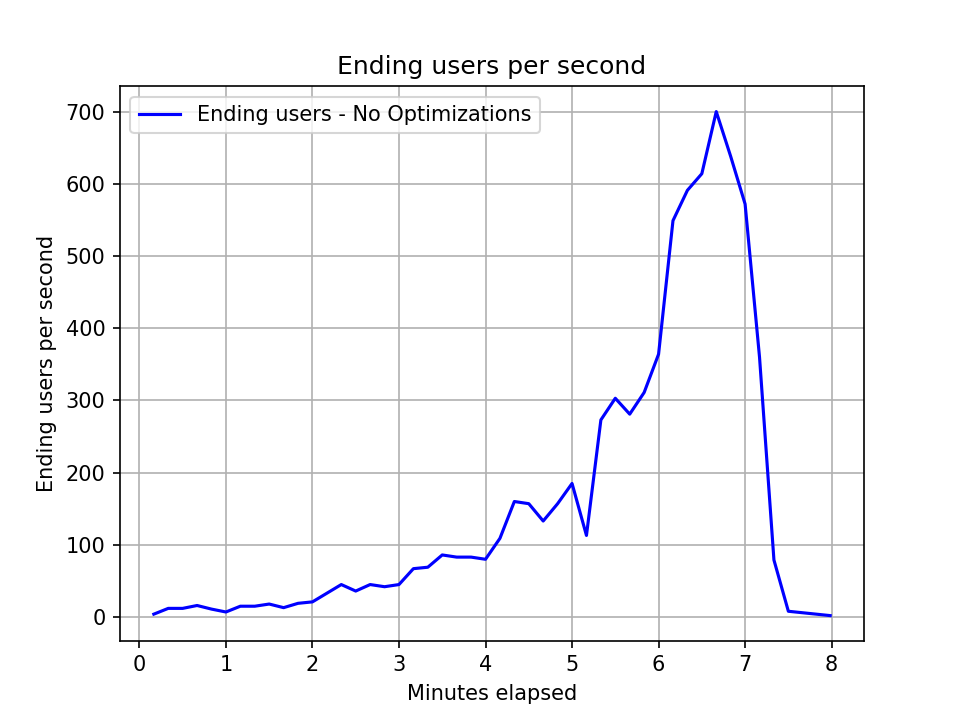 Ending users per second
Ending users - No Optimizations
Ending users per second
700
600
500
400
300
200
100
0
0 1 2 3 4 5 6 7 8
Minutes elapsed